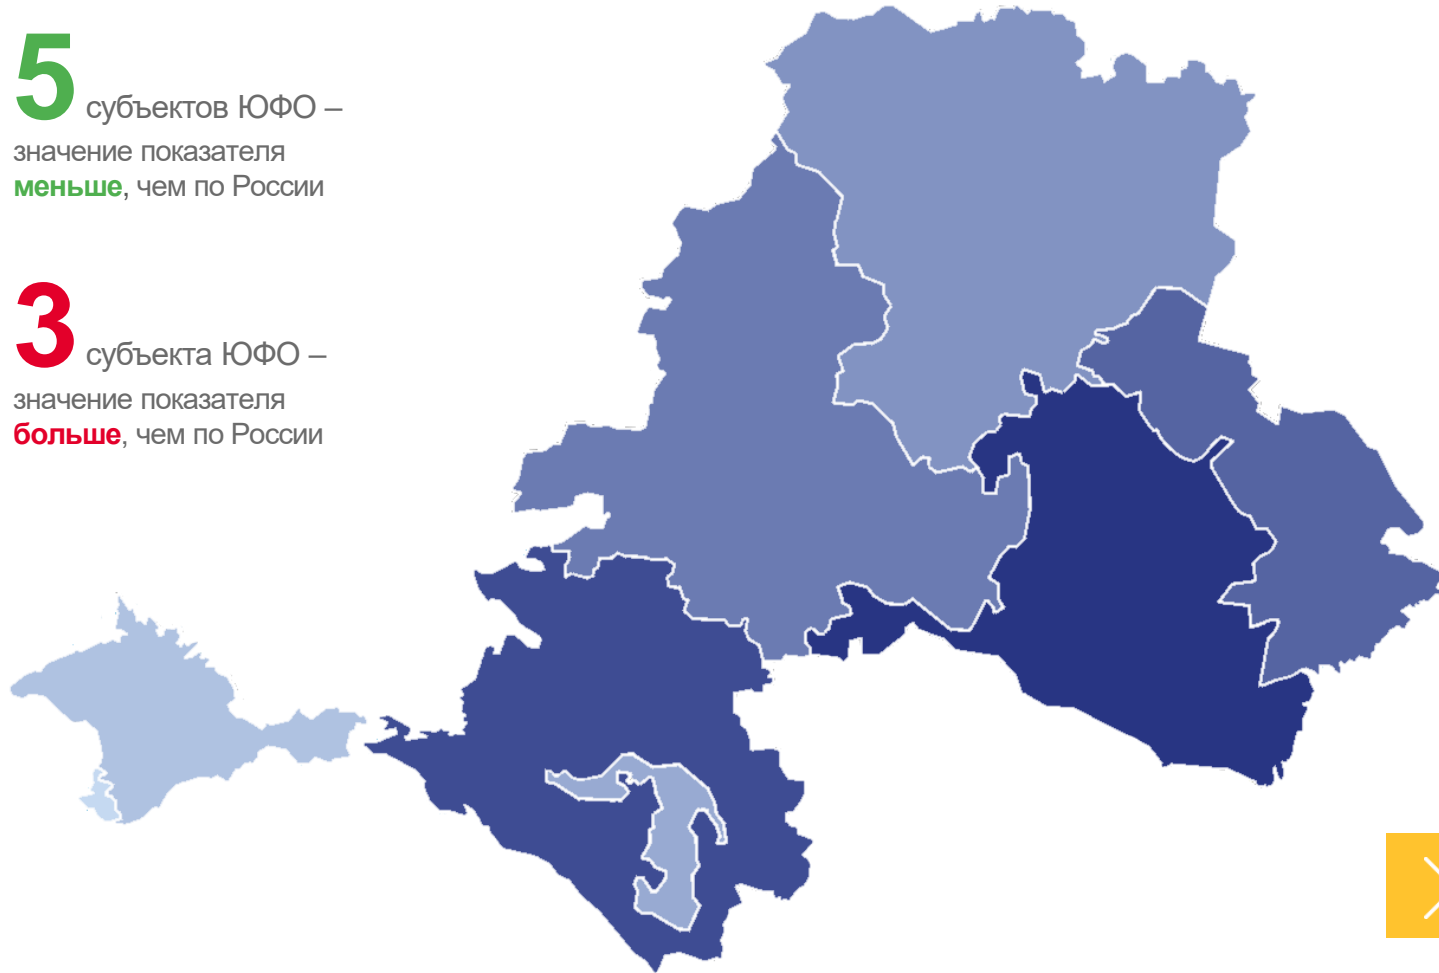 5 субъектов ЮФО –
значение показателя
меньше, чем по России
3 субъекта ЮФО –
значение показателя
больше, чем по России